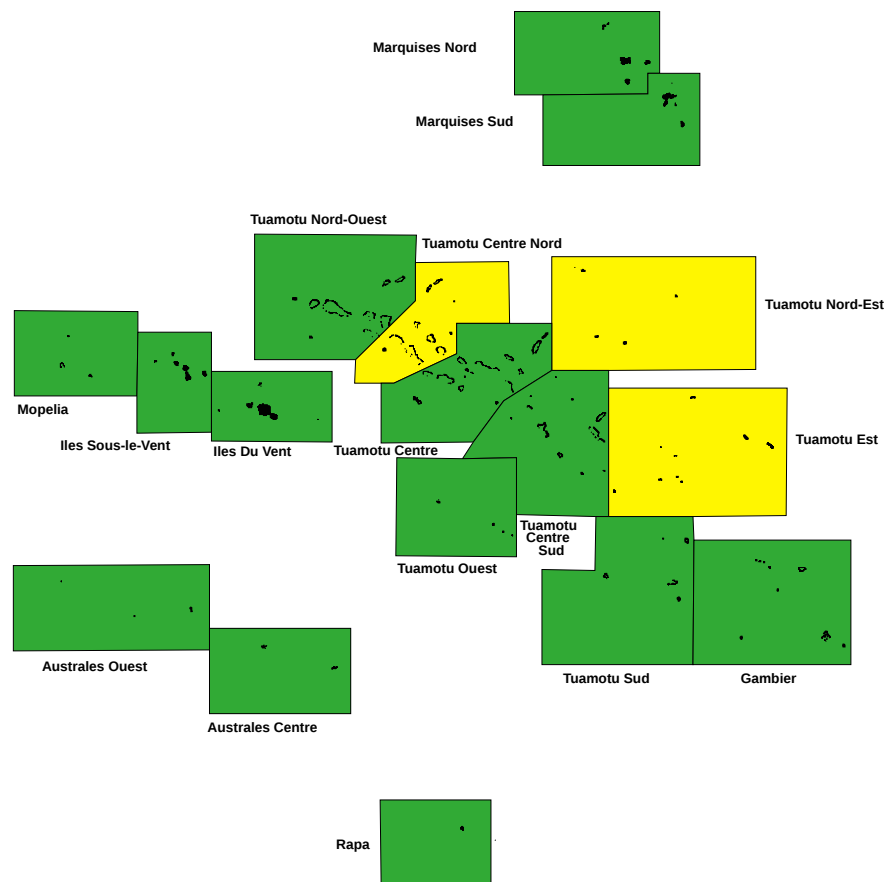 Marquises Nord
Marquises Sud
Tuamotu Nord-Ouest
Tuamotu Centre Nord
Tuamotu Nord-Est
Mopelia
Iles Sous-le-Vent
Iles Du Vent
Tuamotu Centre
Tuamotu Est
Tuamotu
Centre
Sud
Tuamotu Ouest
Australes Ouest
Tuamotu Sud
Gambier
Australes Centre
Rapa